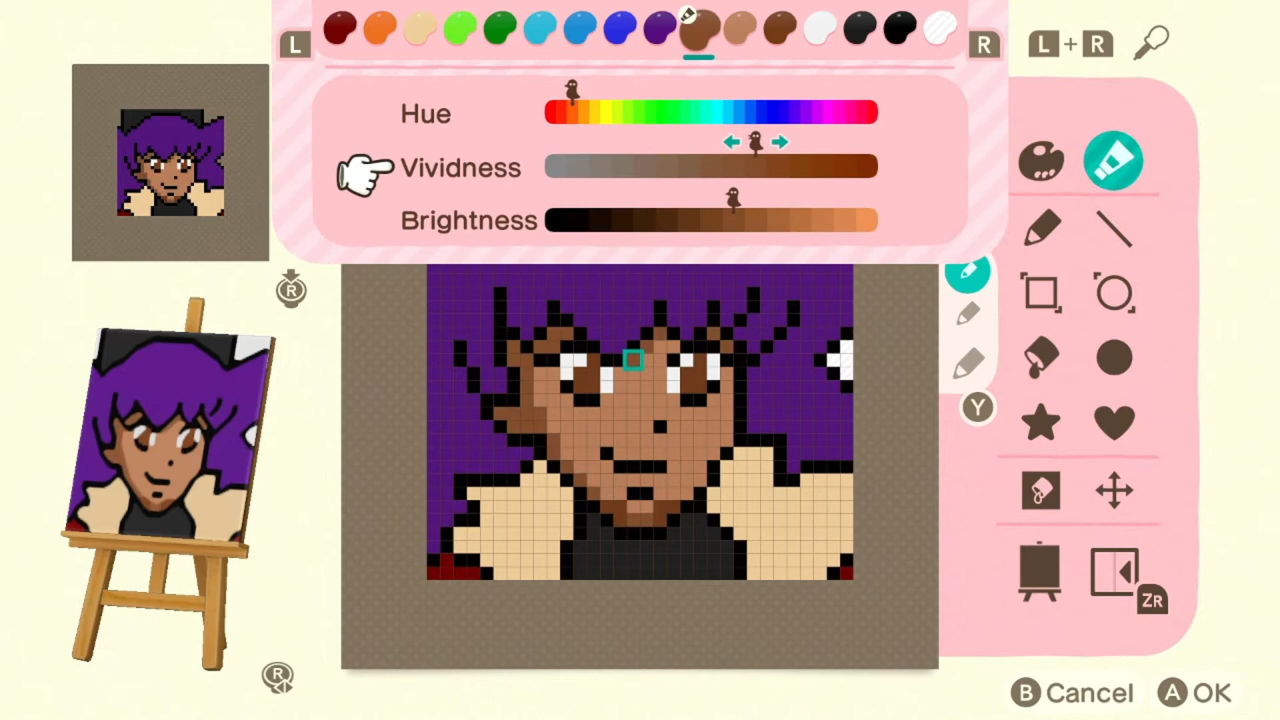 L
R
L + R
Hue
Vividness
Brightness
R
Y
ZR
R
B Cancel A OK